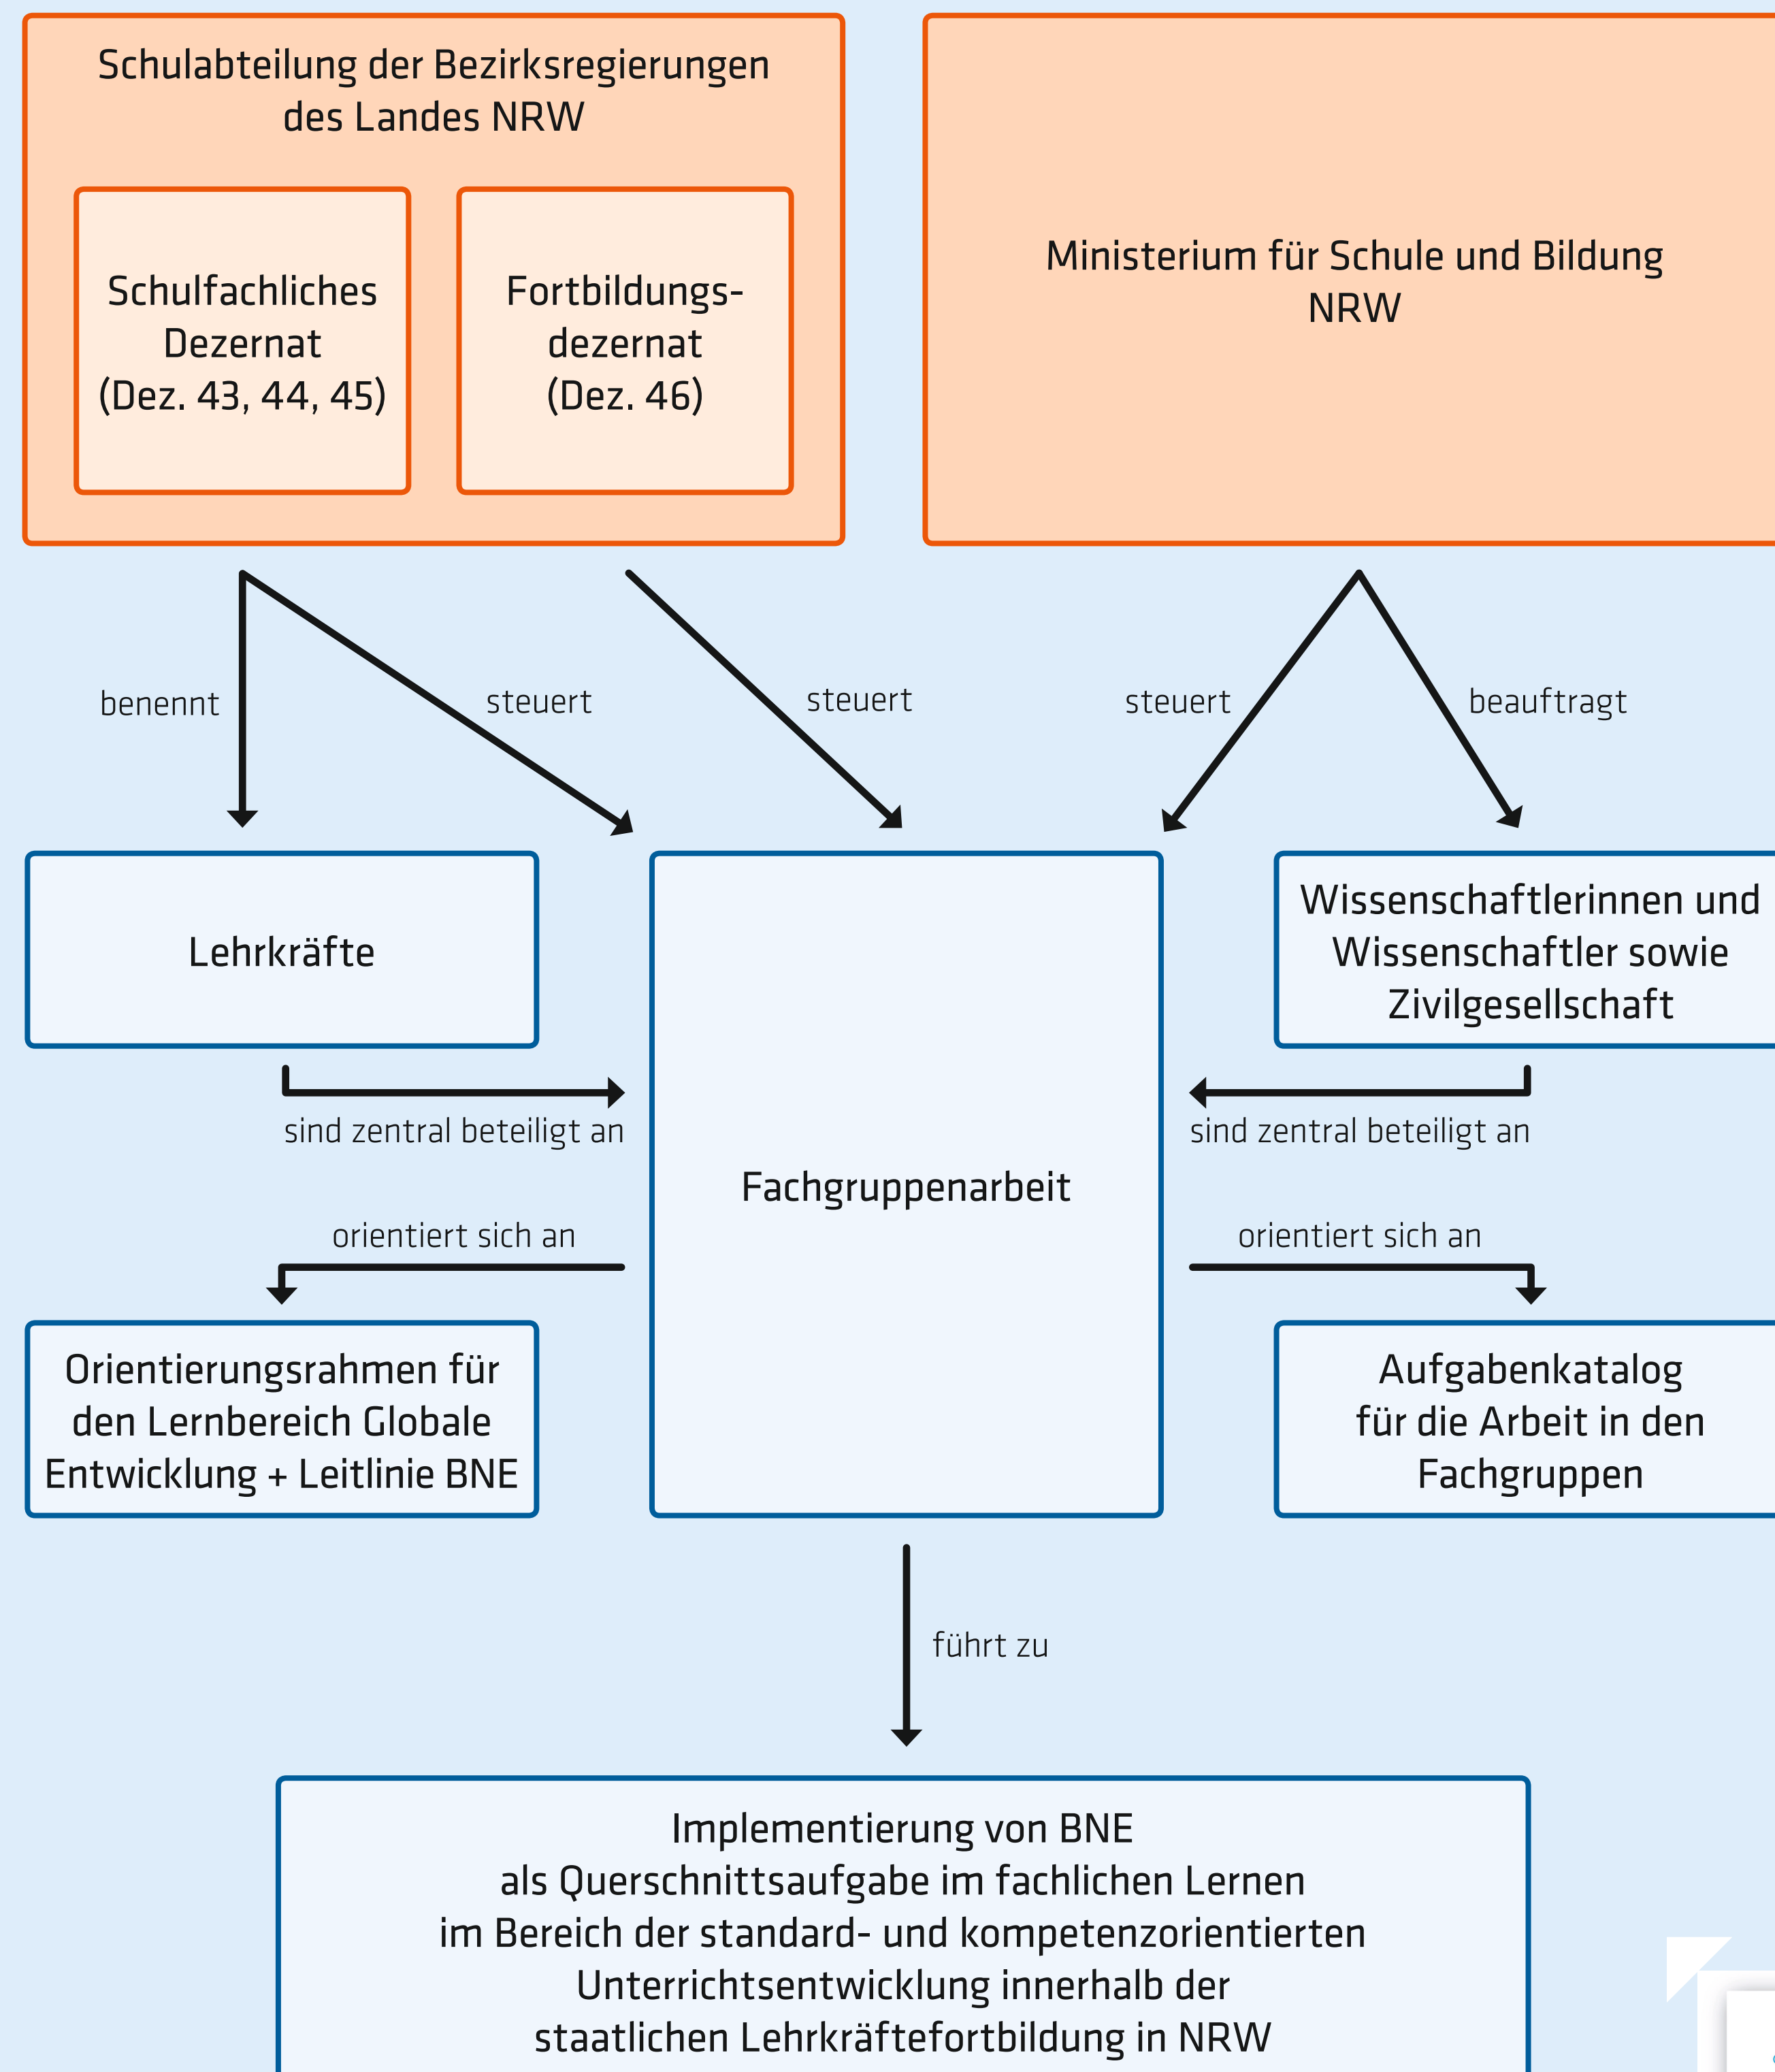 Schulabteilung der Bezirksregierungen
des Landes NRW
Schulfachliches
Dezernat
(Dez. 43, 44, 45)
Fortbildungs-
dezernat
(Dez. 46)
Ministerium für Schule und Bildung
NRW
benennt
steuert
steuert
steuert
beauftragt
Lehrkräfte
Wissenschaftlerinnen und
Wissenschaftler sowie
Zivilgesellschaft
sind zentral beteiligt an
sind zentral beteiligt an
Fachgruppenarbeit
orientiert sich an
orientiert sich an
Orientierungsrahmen für
den Lernbereich Globale
Entwicklung + Leitlinie BNE
Aufgabenkatalog
für die Arbeit in den
Fachgruppen
führt zu
Implementierung von BNE
als Querschnittsaufgabe im fachlichen Lernen
im Bereich der standard- und kompetenzorientierten
Unterrichtsentwicklung innerhalb der
staatlichen Lehrkräftefortbildung in NRW